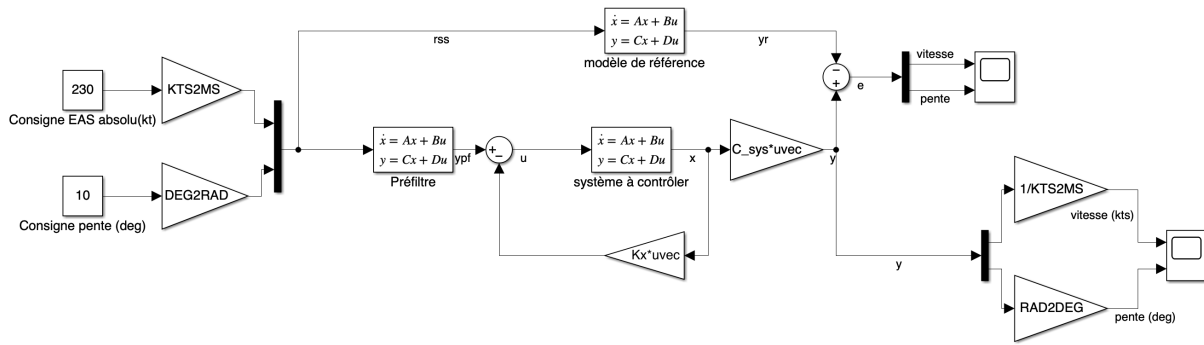 ẋ = Ax + Bu
y = Cx + Du
rss
yr
modèle de référence
vitesse
pente
−
+
e
230
Consigne EAS absolu(kt)
KTS2MS
10
Consigne pente (deg)
DEG2RAD
ẋ = Ax + Bu
y = Cx + Du
Préfiltre
ypf
+
−
u
ẋ = Ax + Bu
y = Cx + Du
système à contrôler
x
C_sys*uvec
y
Kx*uvec
y
1/KTS2MS
vitesse (kts)
RAD2DEG
pente (deg)